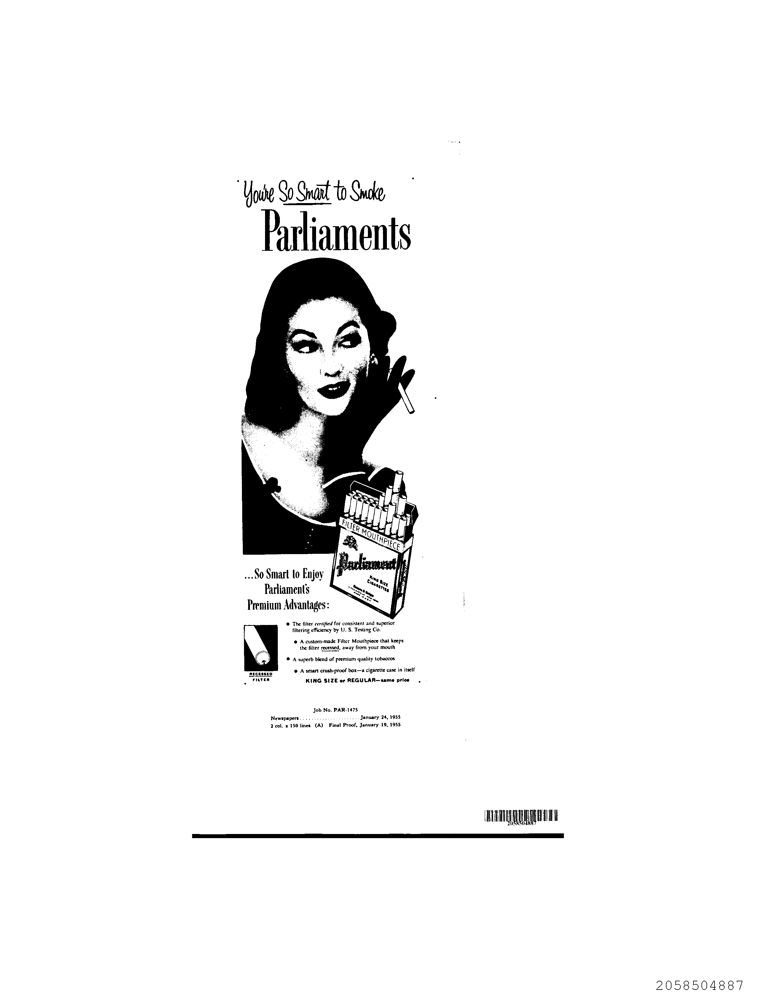 You're So Smart to Smoke
Parliaments
FILTER MOUTHPIECE
Parliament
KING SIZE
CIGARETTES
...So Smart to Enjoy
Parliament's
Premium Advantages:
• The filter certified for consistent and superior
filtering efficiency by U. S. Testing Co.
• A custom-made Filter Mouthpiece that keeps
the filter recessed, away from your mouth
• A superb blend of premium quality tobaccos
• A smart crush-proof box—a cigarette case in itself
RECESSED
FILTER
KING SIZE or REGULAR—same price
Job No. PAR-1475
Newspapers.....................January 24, 1955
2 col. x 150 lines (A) Final Proof, January 19, 1955
2058504887
2058504887